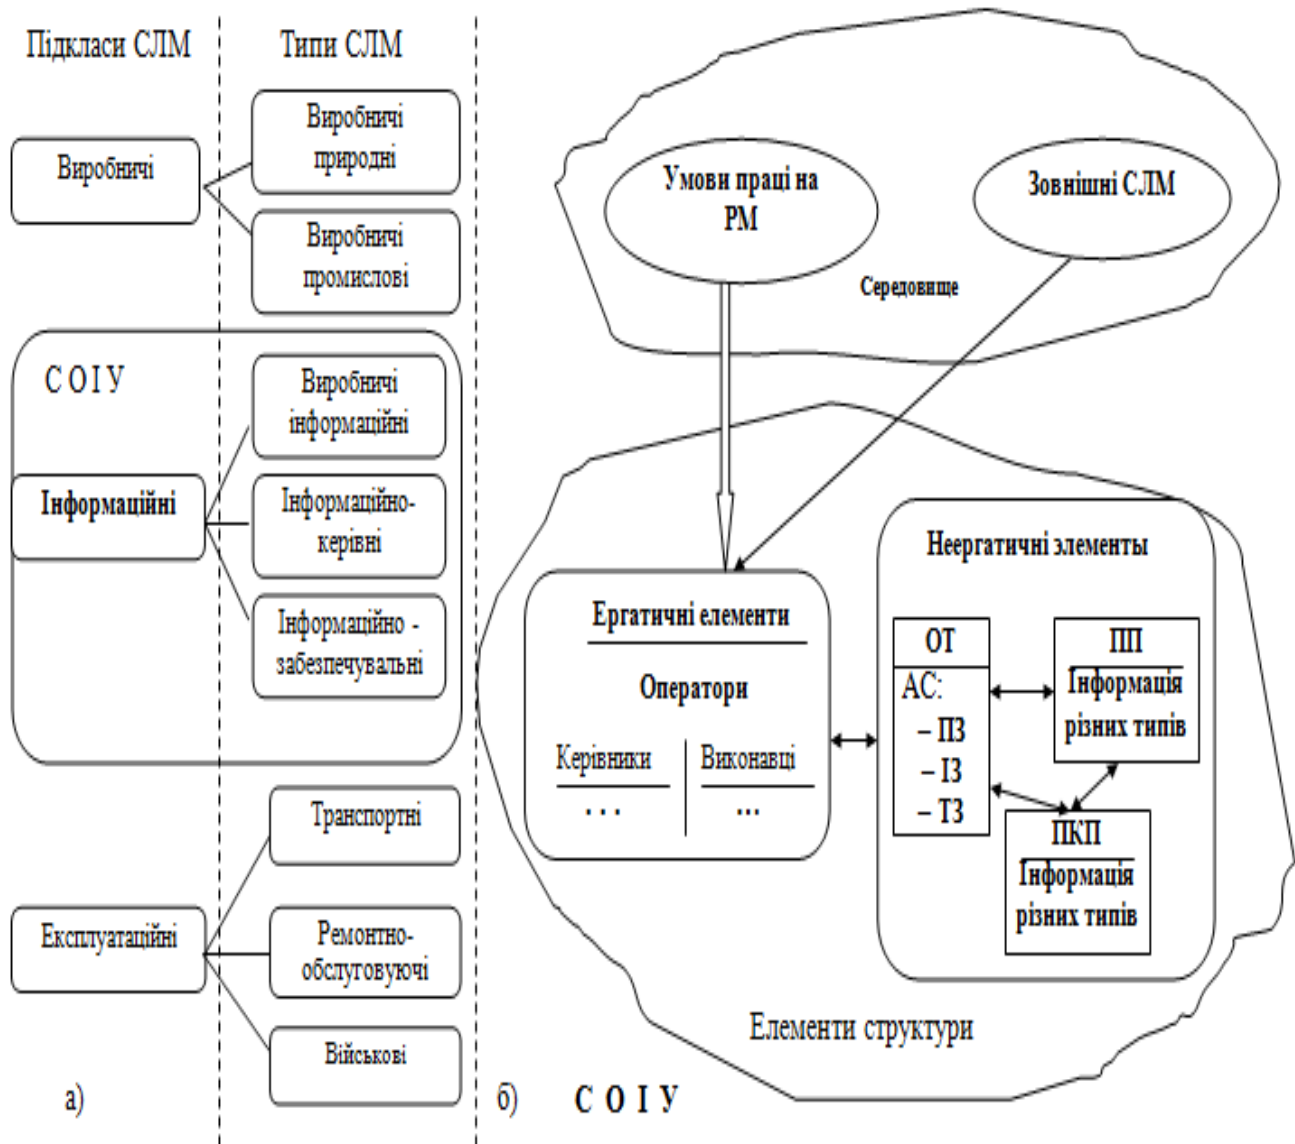 Підкласи СЛМ
Типи СЛМ
Виробничі
Виробничі
природні
Виробничі
промислові
С О І У
Інформаційні
Виробничі
інформаційні
Інформаційно-
керівні
Інформаційно -
забезпечувальні
Експлуатаційні
Транспортні
Ремонтно-
обслуговуючі
Військові
а)
Умови праці на
РМ
Зовнішні СЛМ
Середовище
Ергатичні елементи
Оператори
Керівники
. . .
Виконавці
...
Неергатичні элементы
ОТ
АС:
– ПЗ
– ІЗ
– ТЗ
ПП
Інформація
різних типів
ПКП
Інформація
різних типів
Елементи структури
б)
С О І У